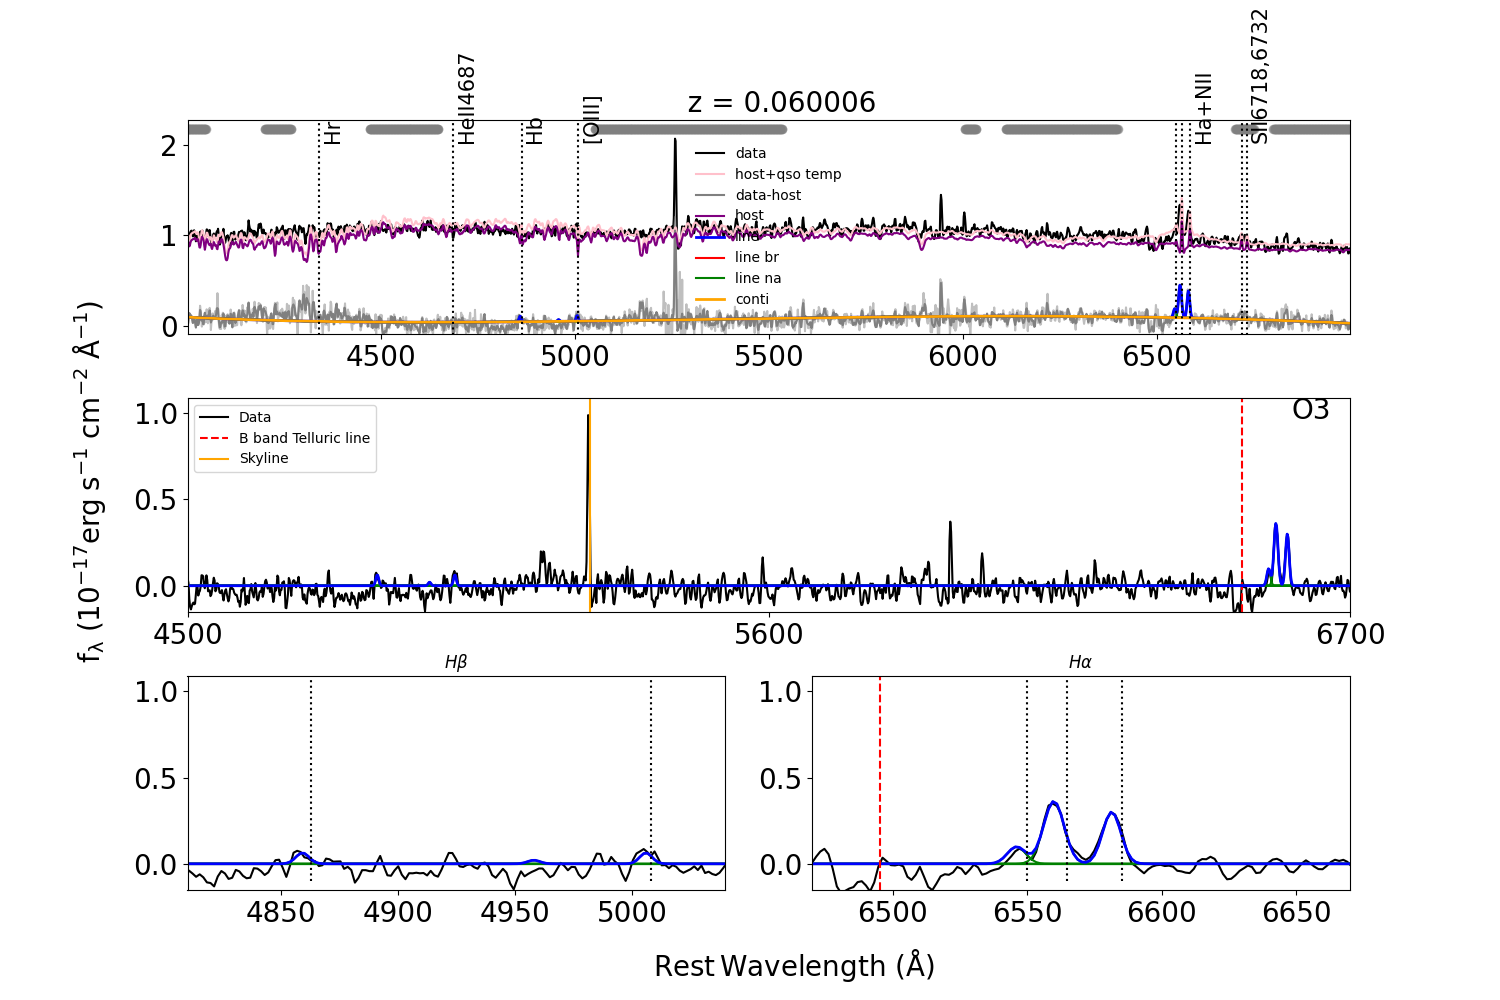 z = 0.060006
Hr
HeII4687
Hb
[OIII]
Ha+NII
SII6718,6732
2
1
0
data
host+qso temp
data-host
host
line
line br
line na
conti
4500
5000
5500
6000
6500
fλ (10−17erg s−1 cm−2 Å−1)
O3
1.0
0.5
0.0
Data
B band Telluric line
Skyline
4500
5600
6700
Hβ
1.0
0.5
0.0
4850
4900
4950
5000
Hα
1.0
0.5
0.0
6500
6550
6600
6650
Rest Wavelength (Å)